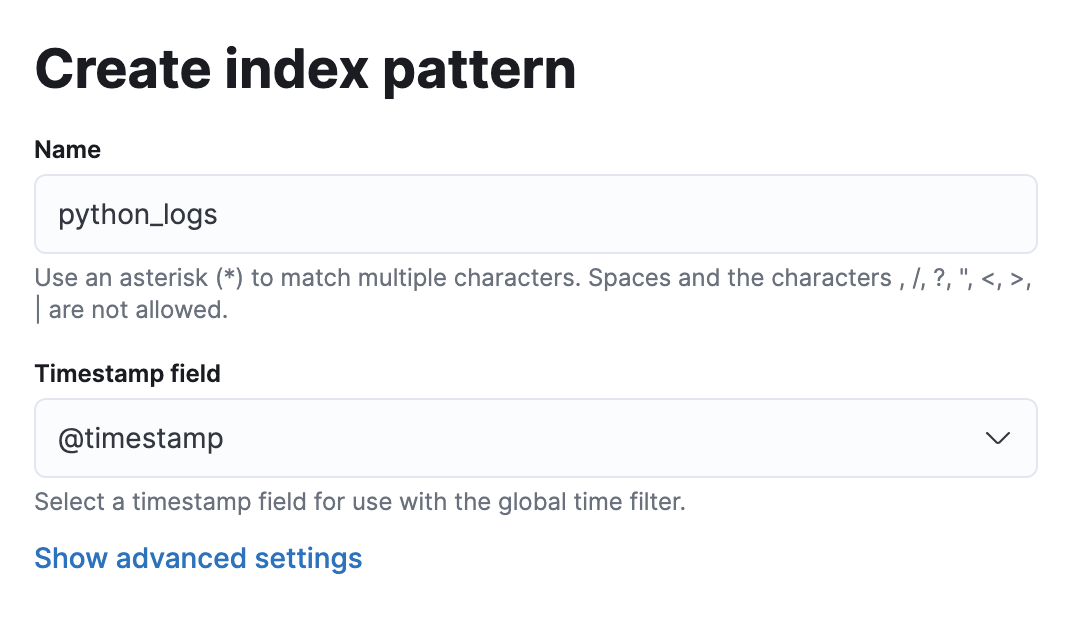 Create index pattern
Name
python_logs
Use an asterisk (*) to match multiple characters. Spaces and the characters , /, ?, ", <, >,
| are not allowed.
Timestamp field
@timestamp
Select a timestamp field for use with the global time filter.
Show advanced settings